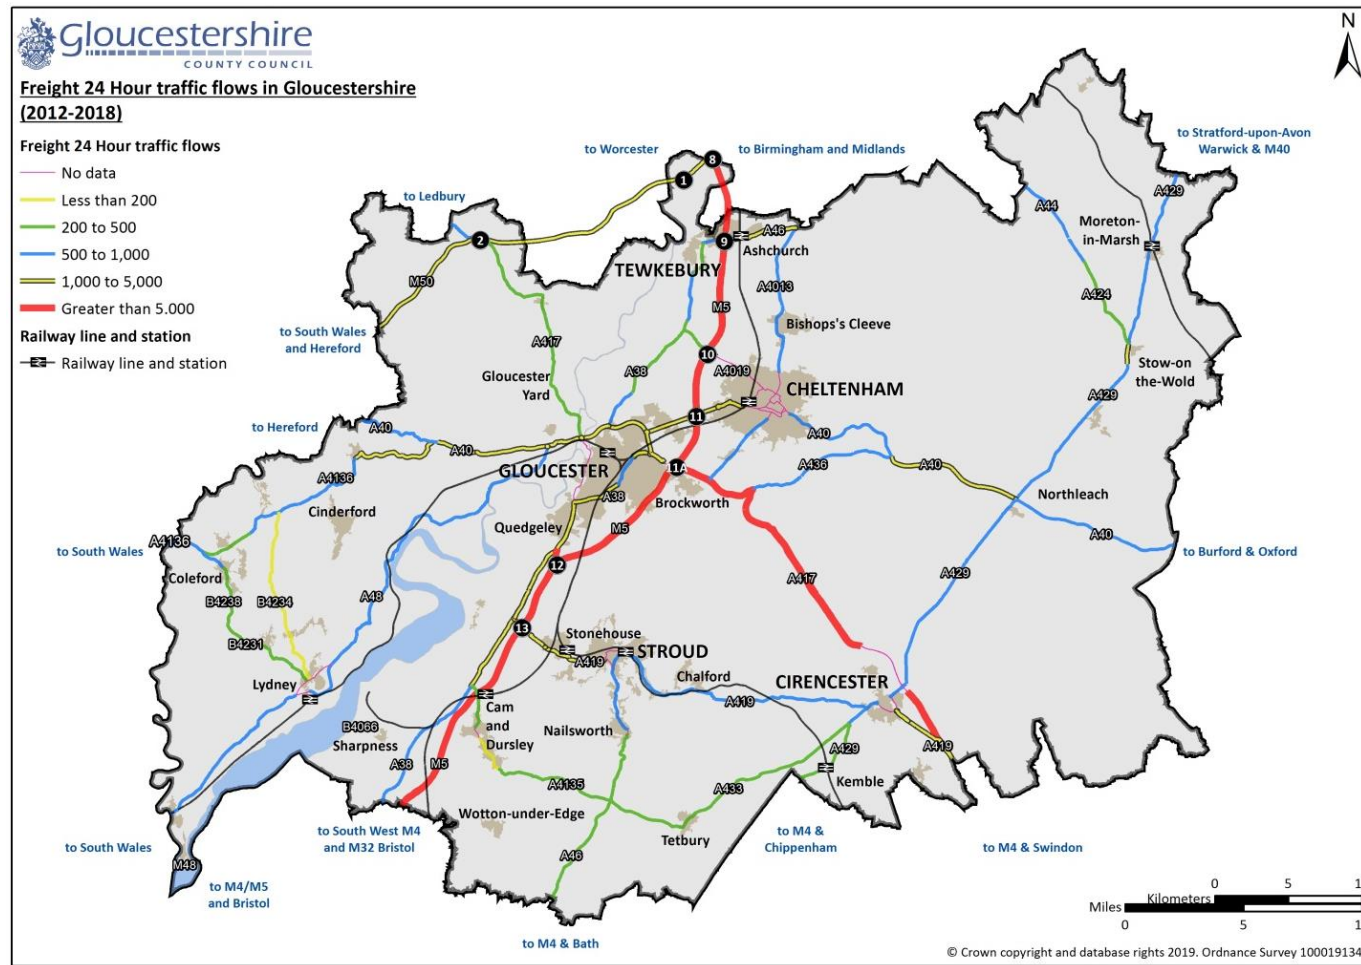 Gloucestershire
COUNTY COUNCIL
Freight 24 Hour traffic flows in Gloucestershire
(2012-2018)
Freight 24 Hour traffic flows
No data
Less than 200
200 to 500
500 to 1,000
1,000 to 5,000
Greater than 5.000
Railway line and station
Railway line and station
N
to Worcester
to Birmingham and Midlands
to Stratford-upon-Avon
Warwick & M40
to Ledbury
8
1
2
9
A46
Ashchurch
TEWKEBURY
M50
M5
A4013
A44
A429
Moreton-
in-Marsh
A424
to South Wales
and Hereford
A417
Bishops's Cleeve
10
A4019
A38
Gloucester
Yard
CHELTENHAM
Stow-on
the-Wold
A429
11
to Hereford
A40
A40
A40
A436
A40
A4136
GLOUCESTER
11A
A38
Brockworth
Northleach
Cinderford
Quedgeley
M5
A40
to Burford & Oxford
A4136
to South Wales
Coleford
12
A417
A429
B4238
B4234
A48
13
Stonehouse
STROUD
A419
B4231
Lydney
Chalford
CIRENCESTER
A419
Cam
and
Dursley
Nailsworth
B4066
Sharpness
A38
M5
A429
A419
Kemble
A4135
A433
Wotton-under-Edge
Tetbury
to South West M4
and M32 Bristol
to M4 &
Chippenham
to M4 & Swindon
to South Wales
M48
A46
to M4/M5
and Bristol
to M4 & Bath
Kilometers
0
5
1
Miles
0
5
1
© Crown copyright and database rights 2019. Ordnance Survey 100019134